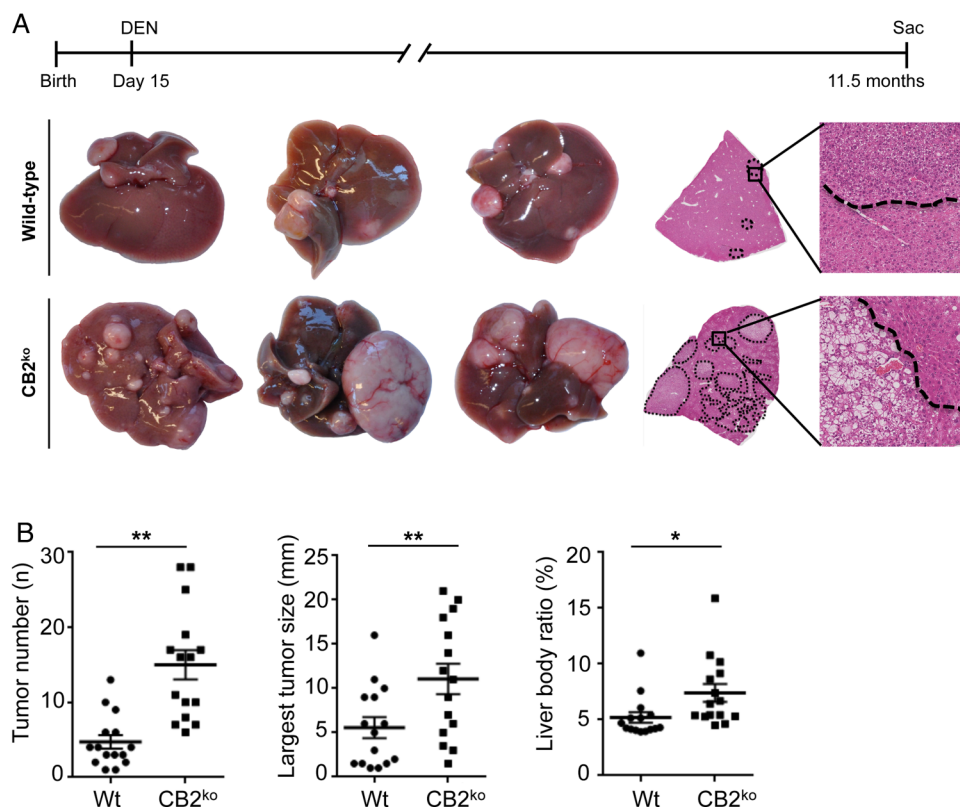 A
DEN
Sac
Birth
Day 15
11.5 months
Wild-type
CB2ko
B
Tumor number (n)
30
20
10
0
**
Wt
CB2ko
Largest tumor size (mm)
25
20
15
10
5
0
**
Wt
CB2ko
Liver body ratio (%)
20
15
10
5
0
*
Wt
CB2ko